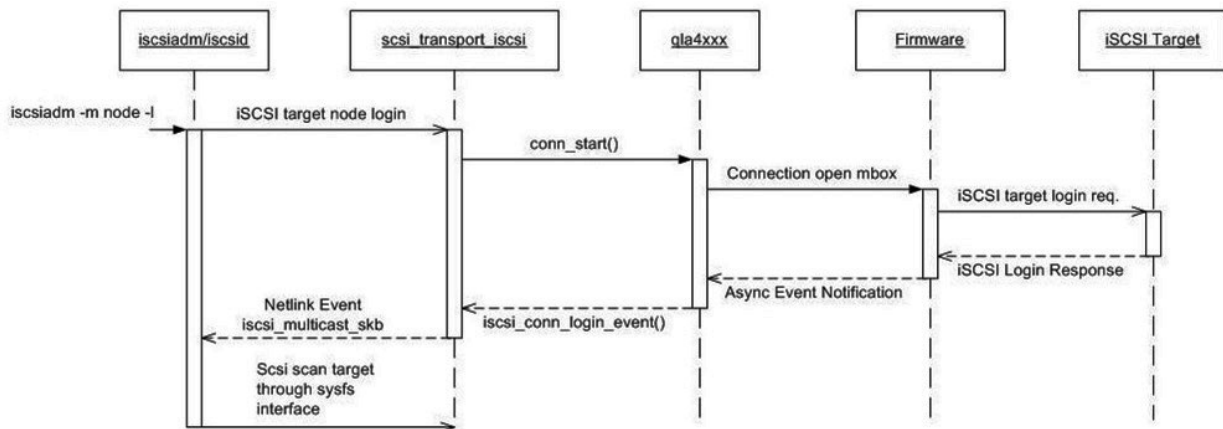 iscsiadm/iscsid
scsi_transport_iscsi
qla4xxx
Firmware
iSCSI Target
iscsiadm -m node -l
iSCSI target node login
conn_start()
Connection open mbox
iSCSI target login req.
iSCSI Login Response
Async Event Notification
iscsi_conn_login_event()
Netlink Event
iscsi_multicast_skb
Scsi scan target
through sysfs
interface